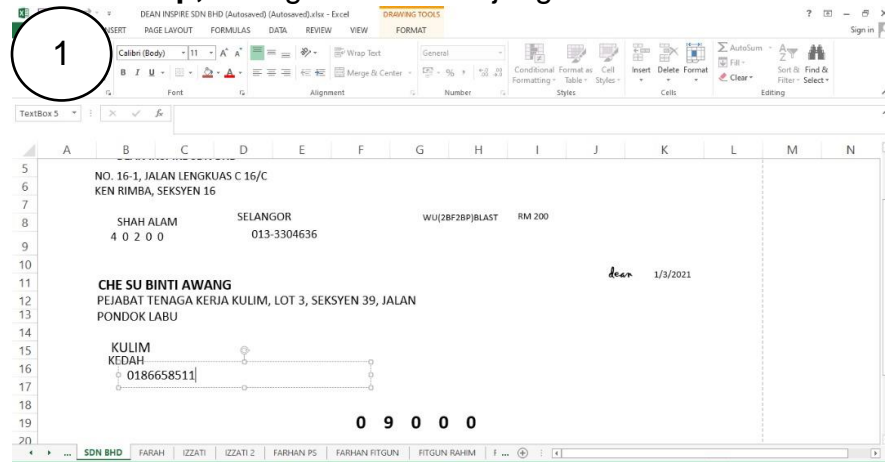 DEAN INSPIRE SDN BHD (Autosaved) (Autosaved).xlsx - Excel
DRAWING TOOLS
Sign in
INSERT PAGE LAYOUT FORMULAS DATA REVIEW VIEW FORMAT
1
Calibri (Body) 11
Wrap Text
General
AutoSum
Fill
Clear
B I U
Merge & Center
Conditional Formatting
Format as Table
Cell Styles
Insert Delete Format
Sort & Filter
Find & Select
Font Alignment Number Styles Cells Editing
TextBox 5
fx
A B C D E F G H I J K L M N
5
NO. 16-1, JALAN LENGKUAS C 16/C
6
KEN RIMBA, SEKSYEN 16
7
8 SHAH ALAM SELANGOR WU(2BF2BP)BLAST RM 200
4 0 2 0 0 013-3304636
9
10
dean 1/3/2021
11 CHE SU BINTI AWANG
12 PEJABAT TENAGA KERJA KULIM, LOT 3, SEKSYEN 39, JALAN
13 PONDOK LABU
14
15 KULIM
KEDAH
16 0186658511
17
18
19 0 9 0 0 0
20
... SDN BHD FARAH IZZATI IZZATI 2 FARHAN PS FARHAN FITGUN FITGUN RAHIM